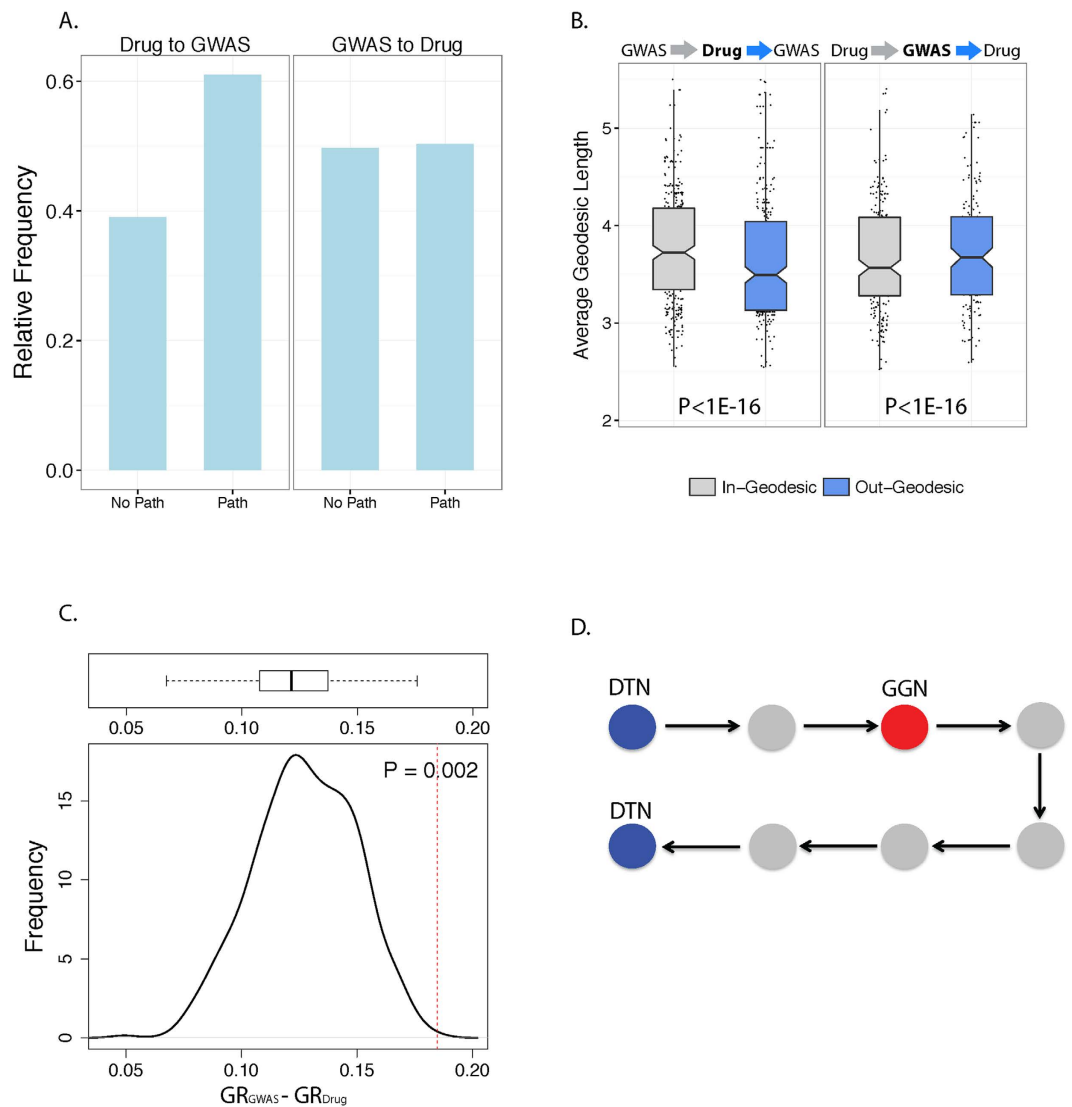 A.
Drug to GWAS
GWAS to Drug
Relative Frequency
0.6
0.4
0.2
0.0
No Path
Path
No Path
Path
B.
GWAS Drug GWAS
Drug GWAS Drug
Average Geodesic Length
5
4
3
2
P<1E-16
P<1E-16
In−Geodesic
Out−Geodesic
C.
0.05 0.10 0.15 0.20
P = 0.002
Frequency
15
10
5
0
0.05 0.10 0.15 0.20
GRGWAS - GRDrug
D.
DTN
GGN
DTN